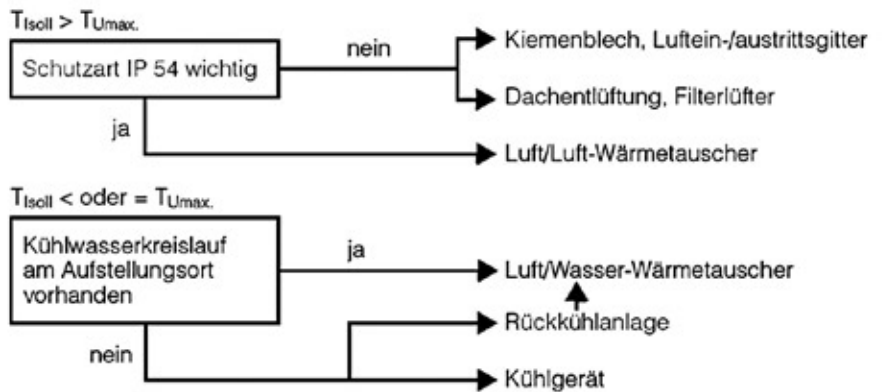 TIsoll > TUmax.
Schutzart IP 54 wichtig
nein
Kiemenblech, Luftein-/austrittsgitter
Dachentlüftung, Filterlüfter
ja
Luft/Luft-Wärmetauscher
TIsoll < oder = TUmax.
Kühlwasserkreislauf
am Aufstellungsort
vorhanden
ja
Luft/Wasser-Wärmetauscher
Rückkühlanlage
nein
Kühlgerät